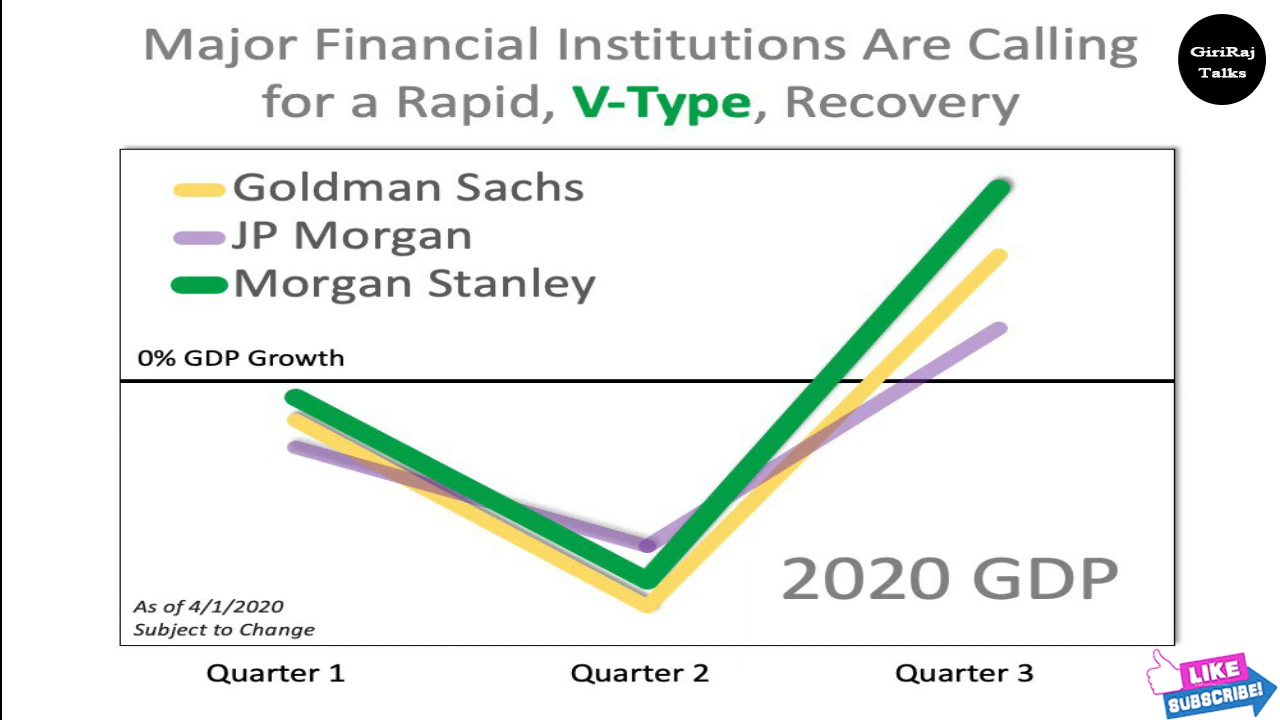 Major Financial Institutions Are Calling
for a Rapid, V-Type, Recovery
GiriRaj
Talks
Goldman Sachs
JP Morgan
Morgan Stanley
0% GDP Growth
2020 GDP
As of 4/1/2020
Subject to Change
Quarter 1
Quarter 2
Quarter 3
LIKE
SUBSCRIBE!